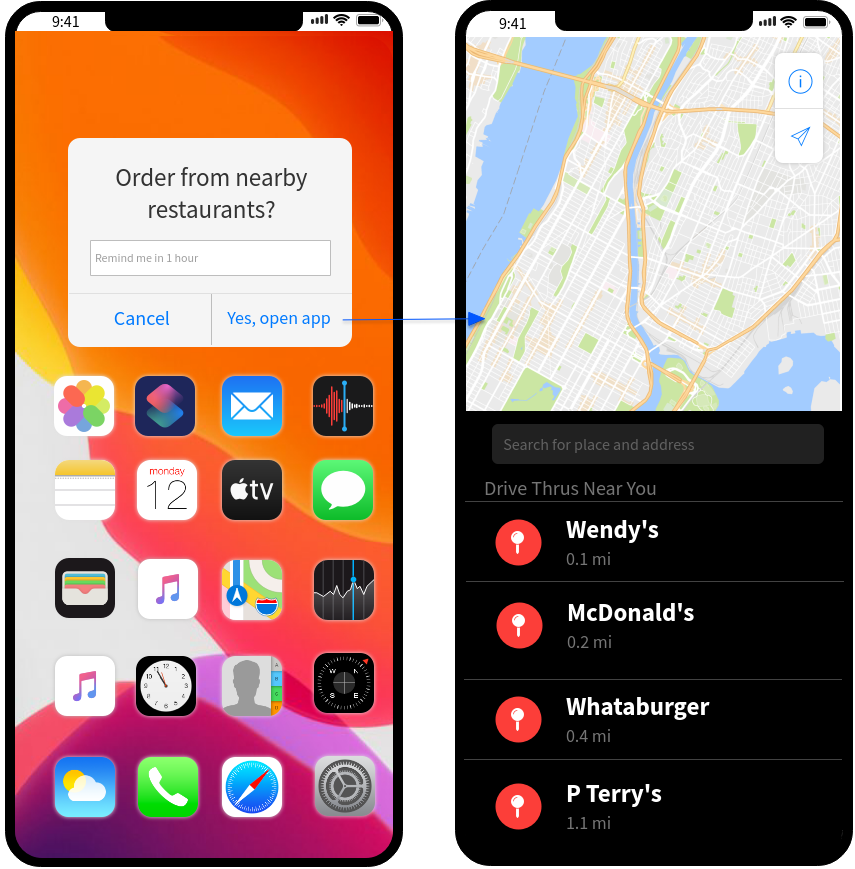 9:41
Order from nearby
restaurants?
Remind me in 1 hour
Cancel
Yes, open app
monday
12
tv
12
W
N
S
E
9:41
Search for place and address
Drive Thrus Near You
Wendy's
0.1 mi
McDonald's
0.2 mi
Whataburger
0.4 mi
P Terry's
1.1 mi